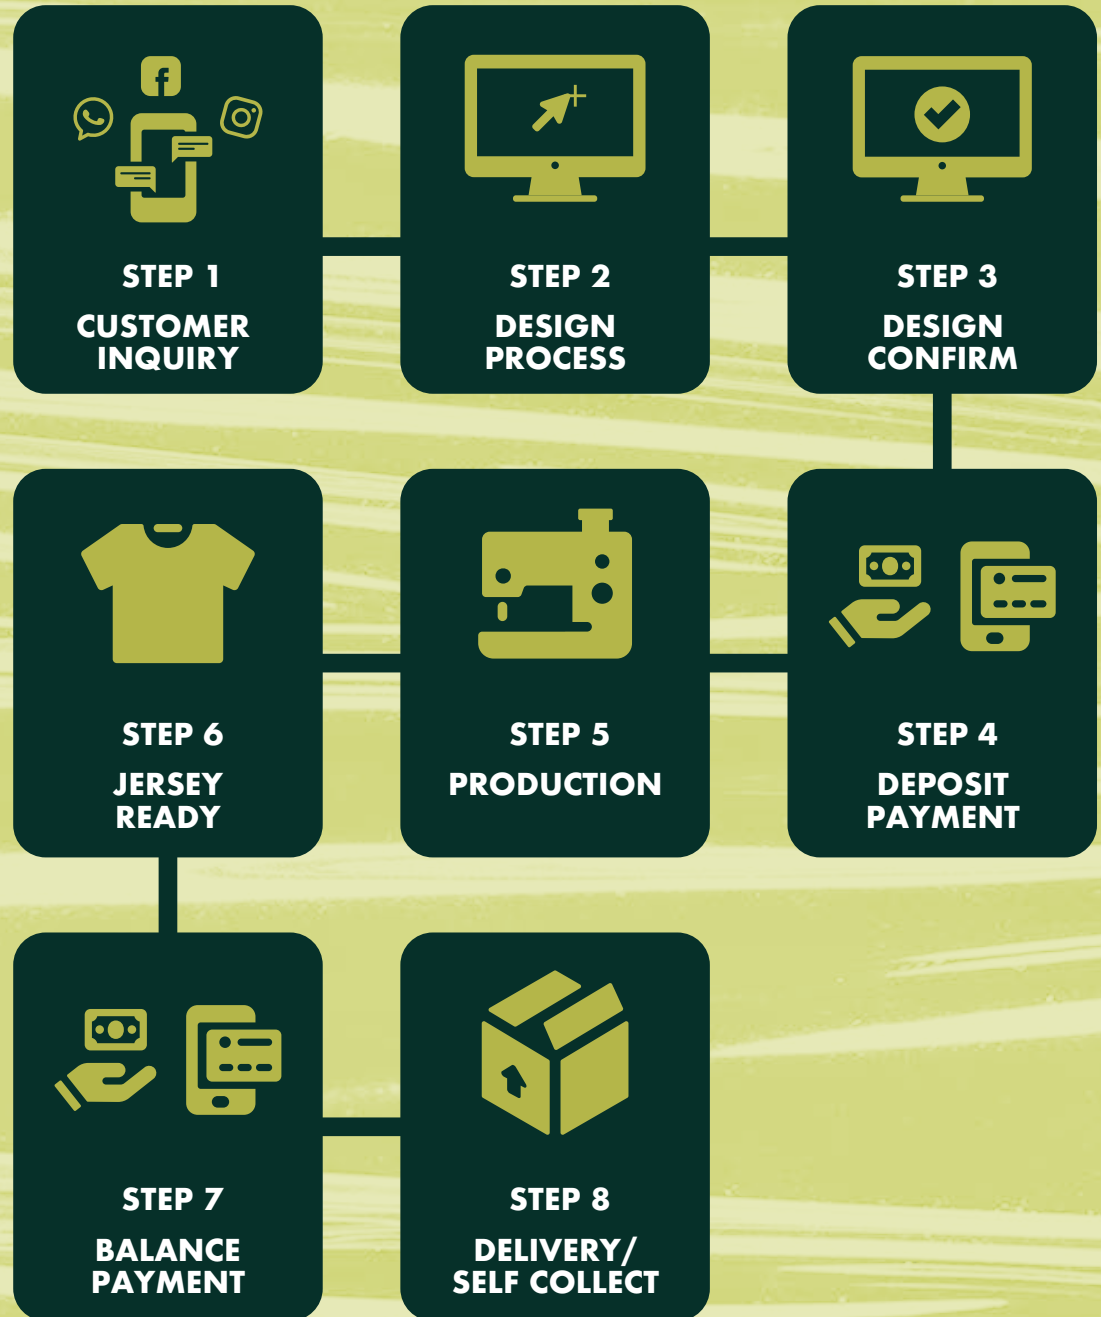 STEP 1
CUSTOMER
INQUIRY
STEP 2
DESIGN
PROCESS
STEP 3
DESIGN
CONFIRM
STEP 4
DEPOSIT
PAYMENT
STEP 5
PRODUCTION
STEP 6
JERSEY
READY
STEP 7
BALANCE
PAYMENT
STEP 8
DELIVERY/
SELF COLLECT